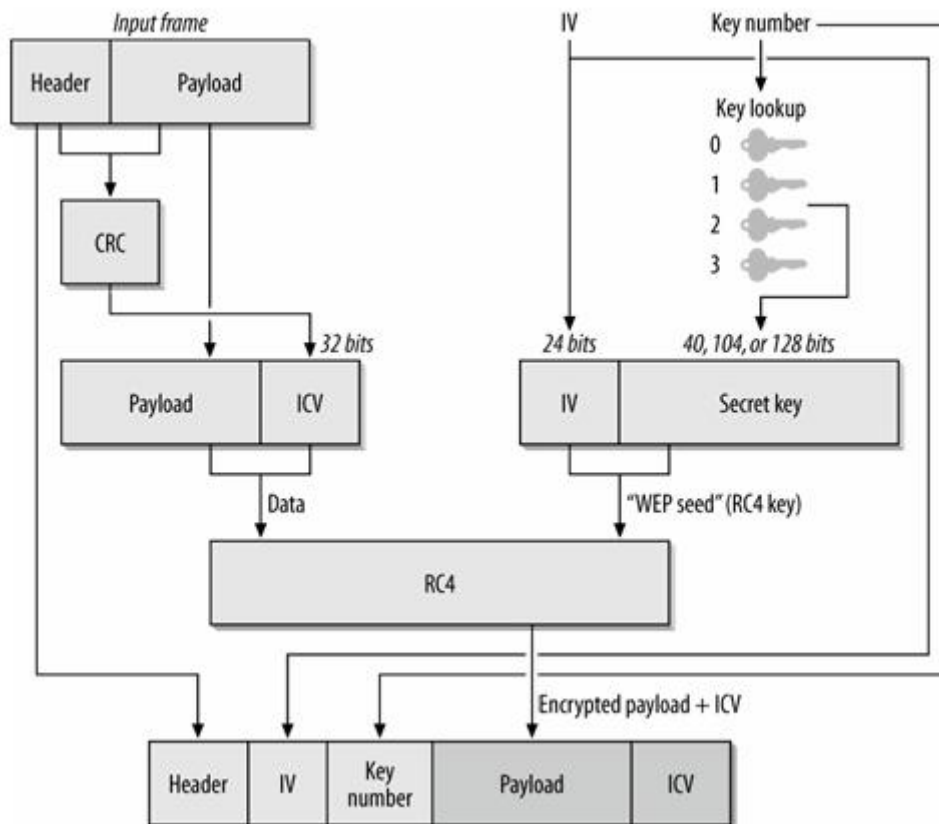 Input frame
IV
Key number
Header
Payload
Key lookup
0
1
2
3
CRC
32 bits
24 bits
40, 104, or 128 bits
Payload
ICV
IV
Secret key
Data
“WEP seed” (RC4 key)
RC4
Encrypted payload + ICV
Header
IV
Key
number
Payload
ICV